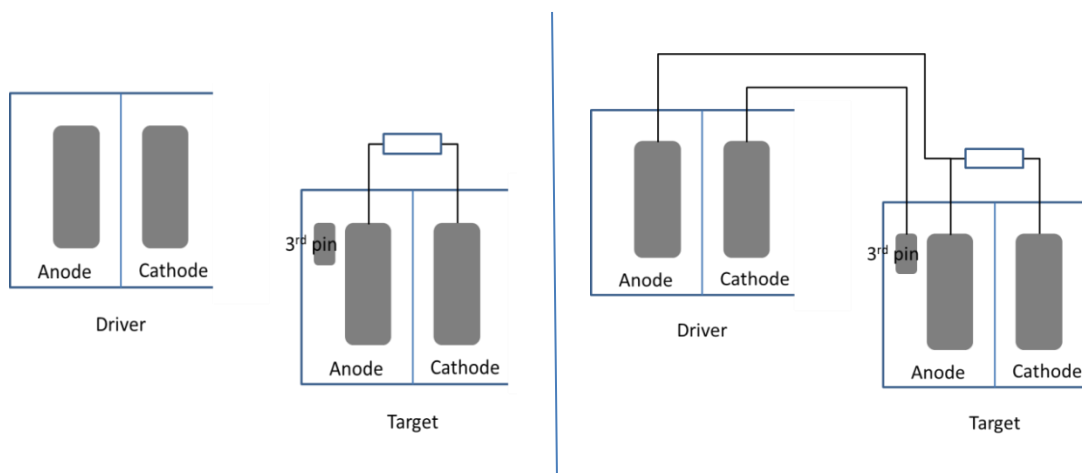 Anode
Cathode
Driver
3rd pin
Anode
Cathode
Target
Anode
Cathode
Driver
3rd pin
Anode
Cathode
Target